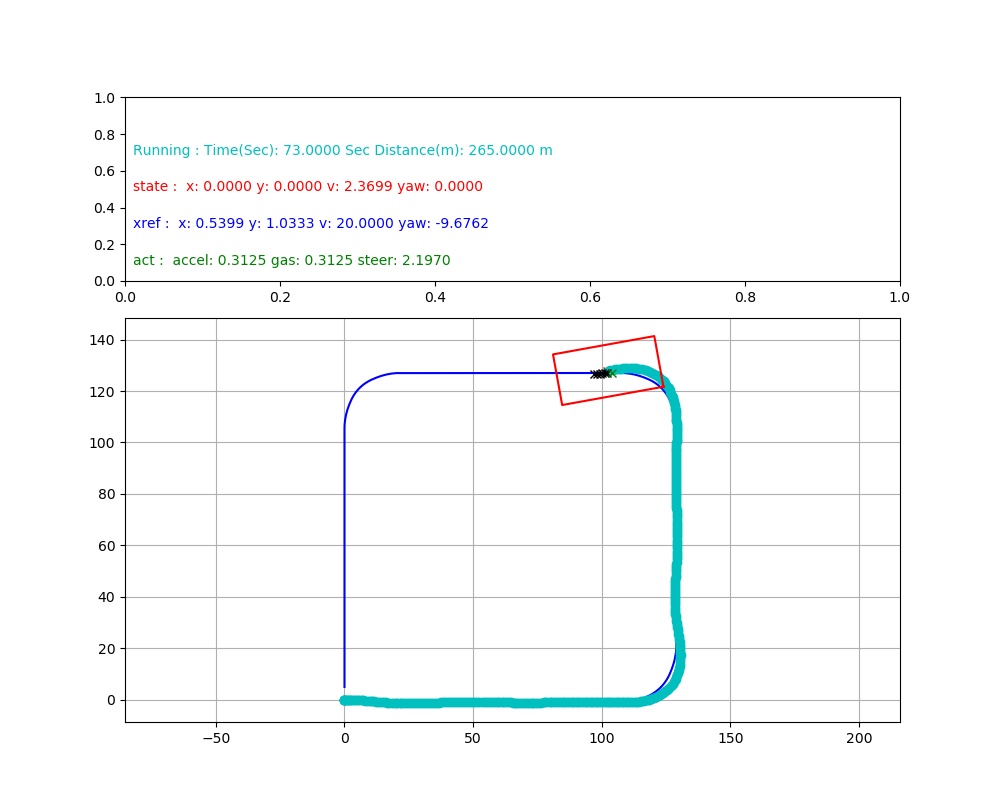 1.0
0.8
0.6
0.4
0.2
0.0
Running : Time(Sec): 73.0000 Sec Distance(m): 265.0000 m
state :  x: 0.0000 y: 0.0000 v: 2.3699 yaw: 0.0000
xref :  x: 0.5399 y: 1.0333 v: 20.0000 yaw: -9.6762
act :  accel: 0.3125 gas: 0.3125 steer: 2.1970
0.0 0.2 0.4 0.6 0.8 1.0
140
120
100
80
60
40
20
0
−50 0 50 100 150 200